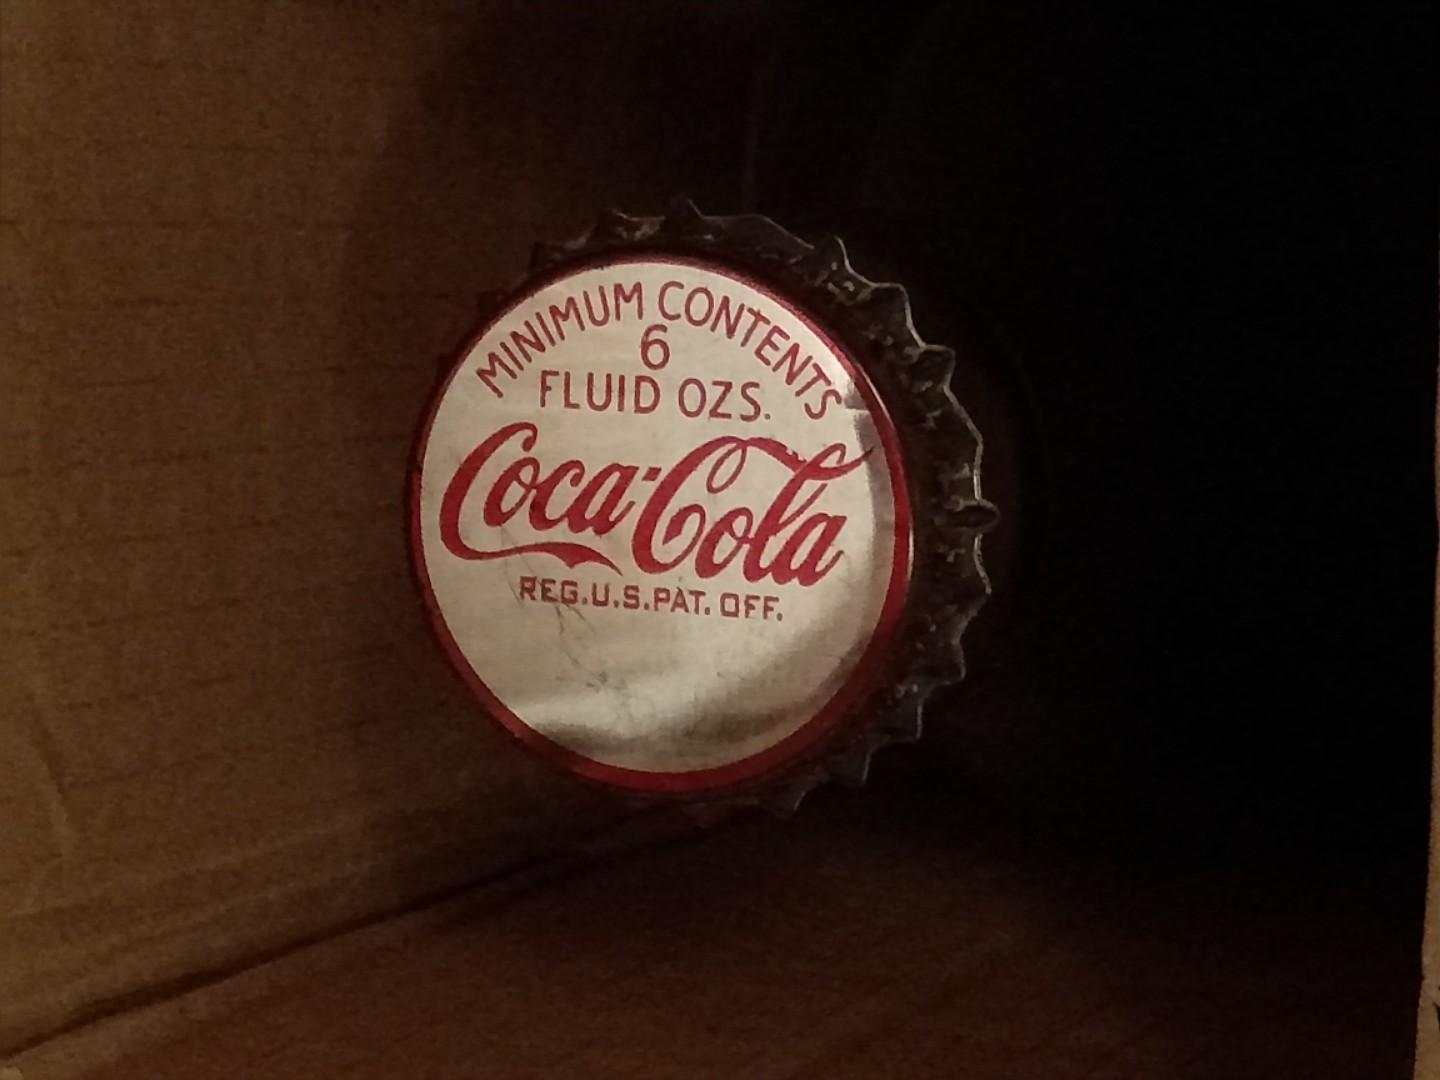 MINIMUM CONTENTS
6
FLUID OZS.
Coca-Cola
REG.U.S.PAT. OFF.